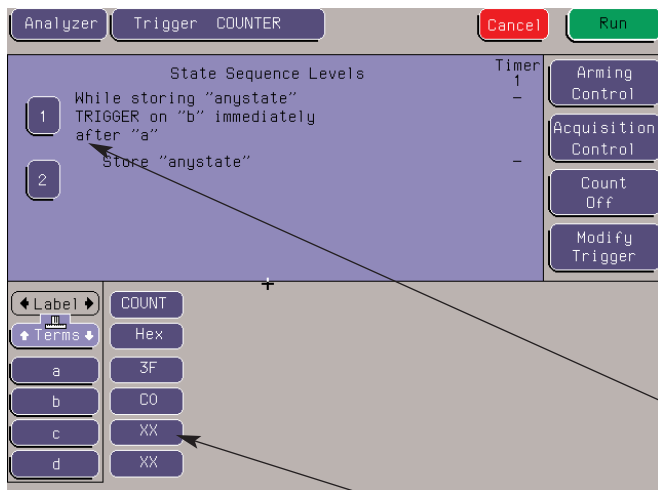 Analyzer Trigger COUNTER Cancel Run
State Sequence Levels Timer
1
1 While storing "anystate" –
TRIGGER on "b" immediately
after "a"
2 Store "anystate" –
Arming
Control
Acquisition
Control
Count
Off
Modify
Trigger
Label COUNT
Terms Hex
a 3F
b C0
c XX
d XX